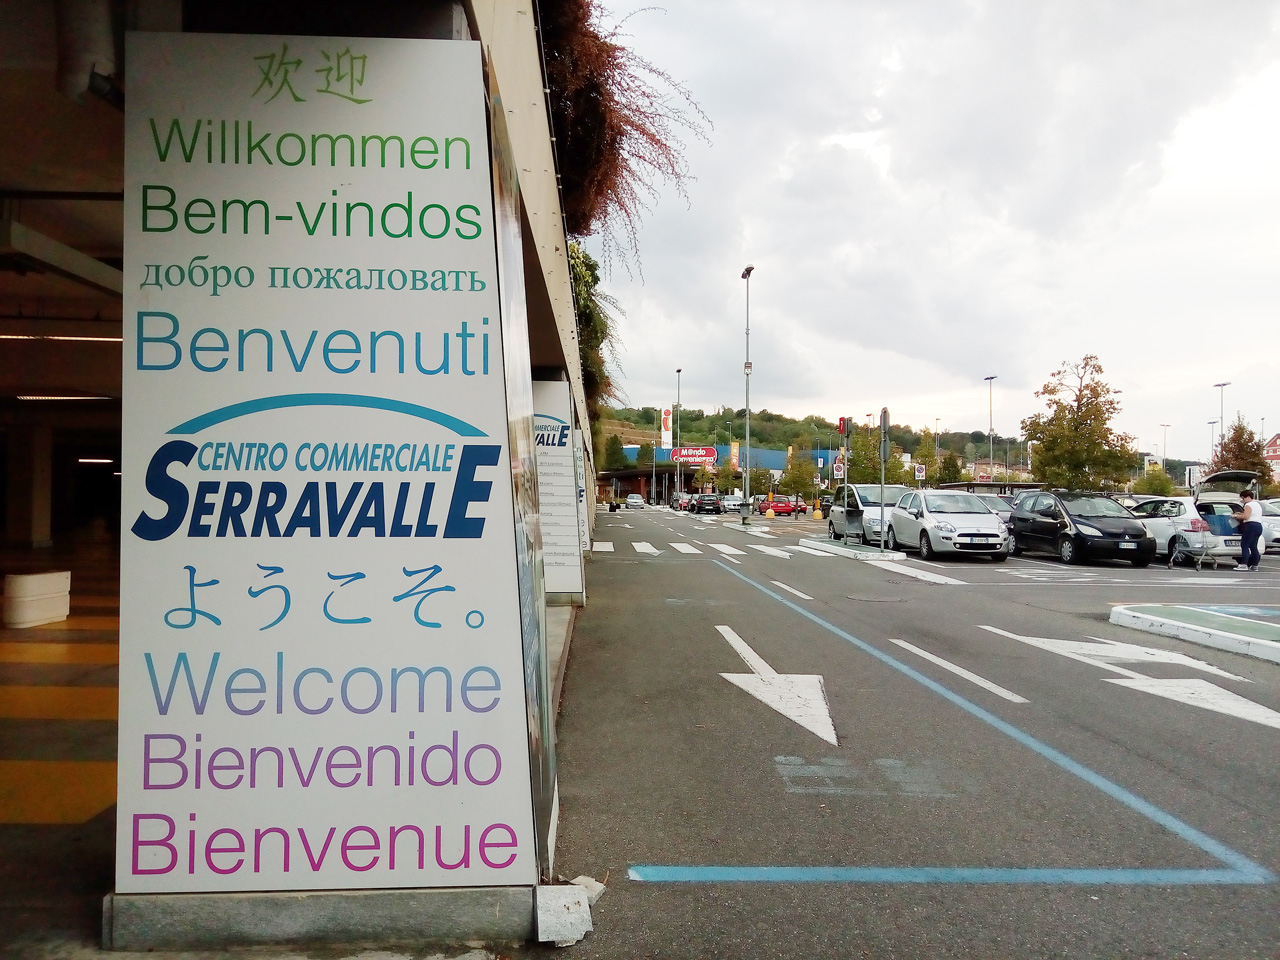 欢迎
Willkommen
Bem-vindos
добро пожаловать
Benvenuti
CENTRO COMMERCIALE
SERRAVALLE
ようこそ。
Welcome
Bienvenido
Bienvenue
Mondo
Convenienza